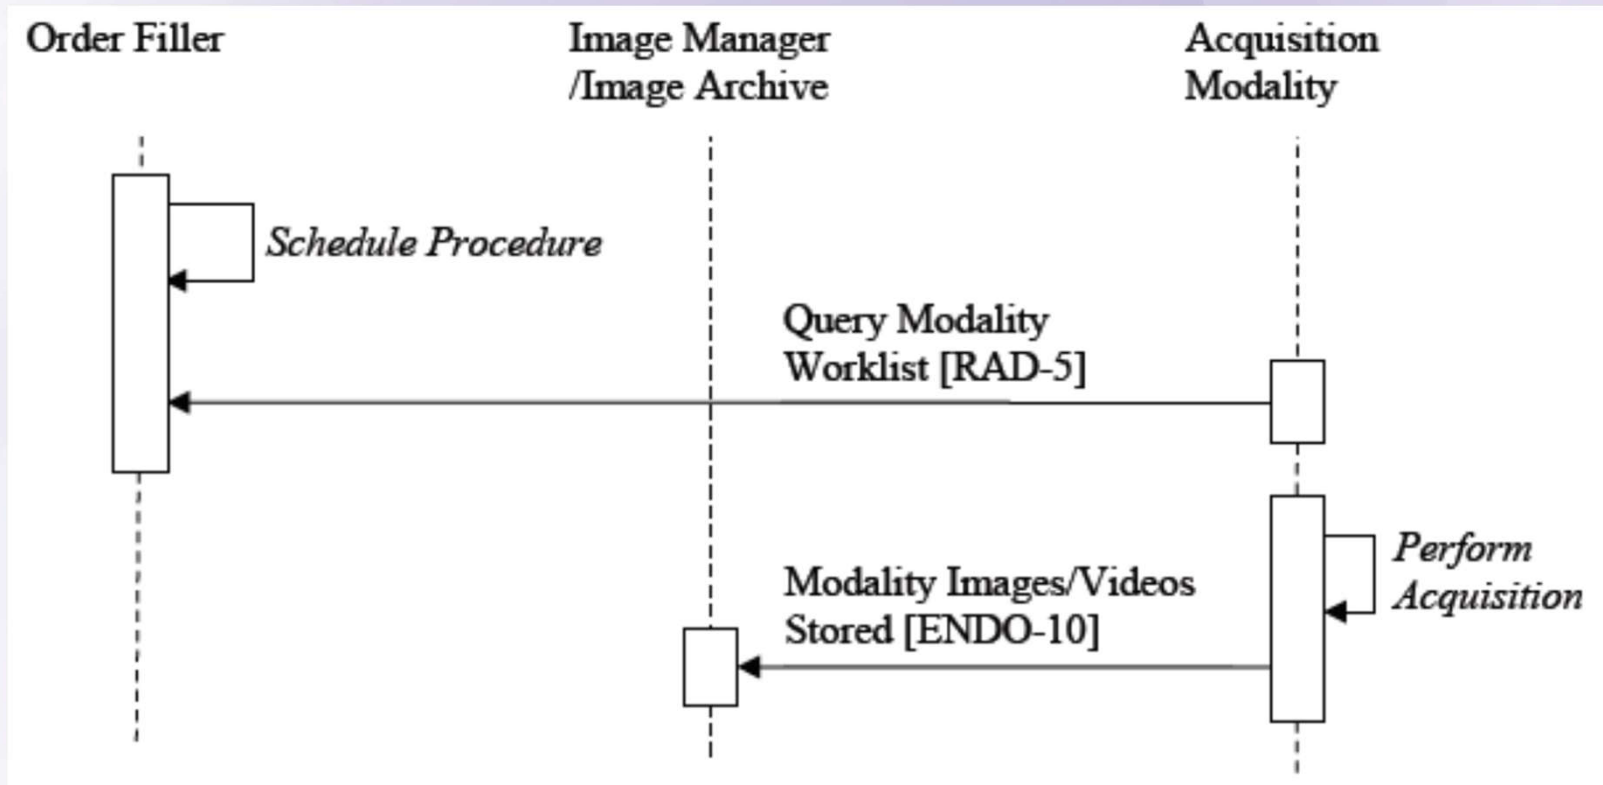 Order Filler
Image Manager
/Image Archive
Acquisition
Modality
Schedule Procedure
Query Modality
Worklist [RAD-5]
Perform
Acquisition
Modality Images/Videos
Stored [ENDO-10]